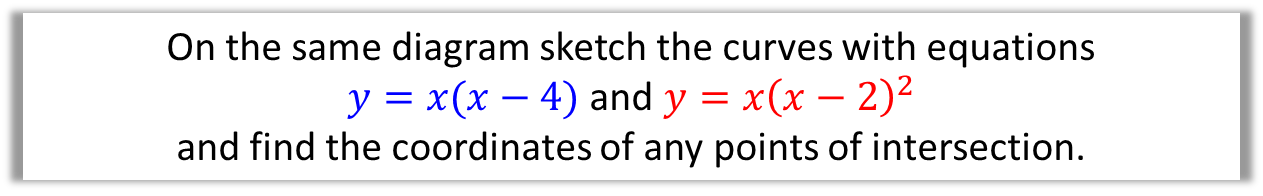 On the same diagram sketch the curves with equations
y = x(x − 4) and y = x(x − 2)²
and find the coordinates of any points of intersection.